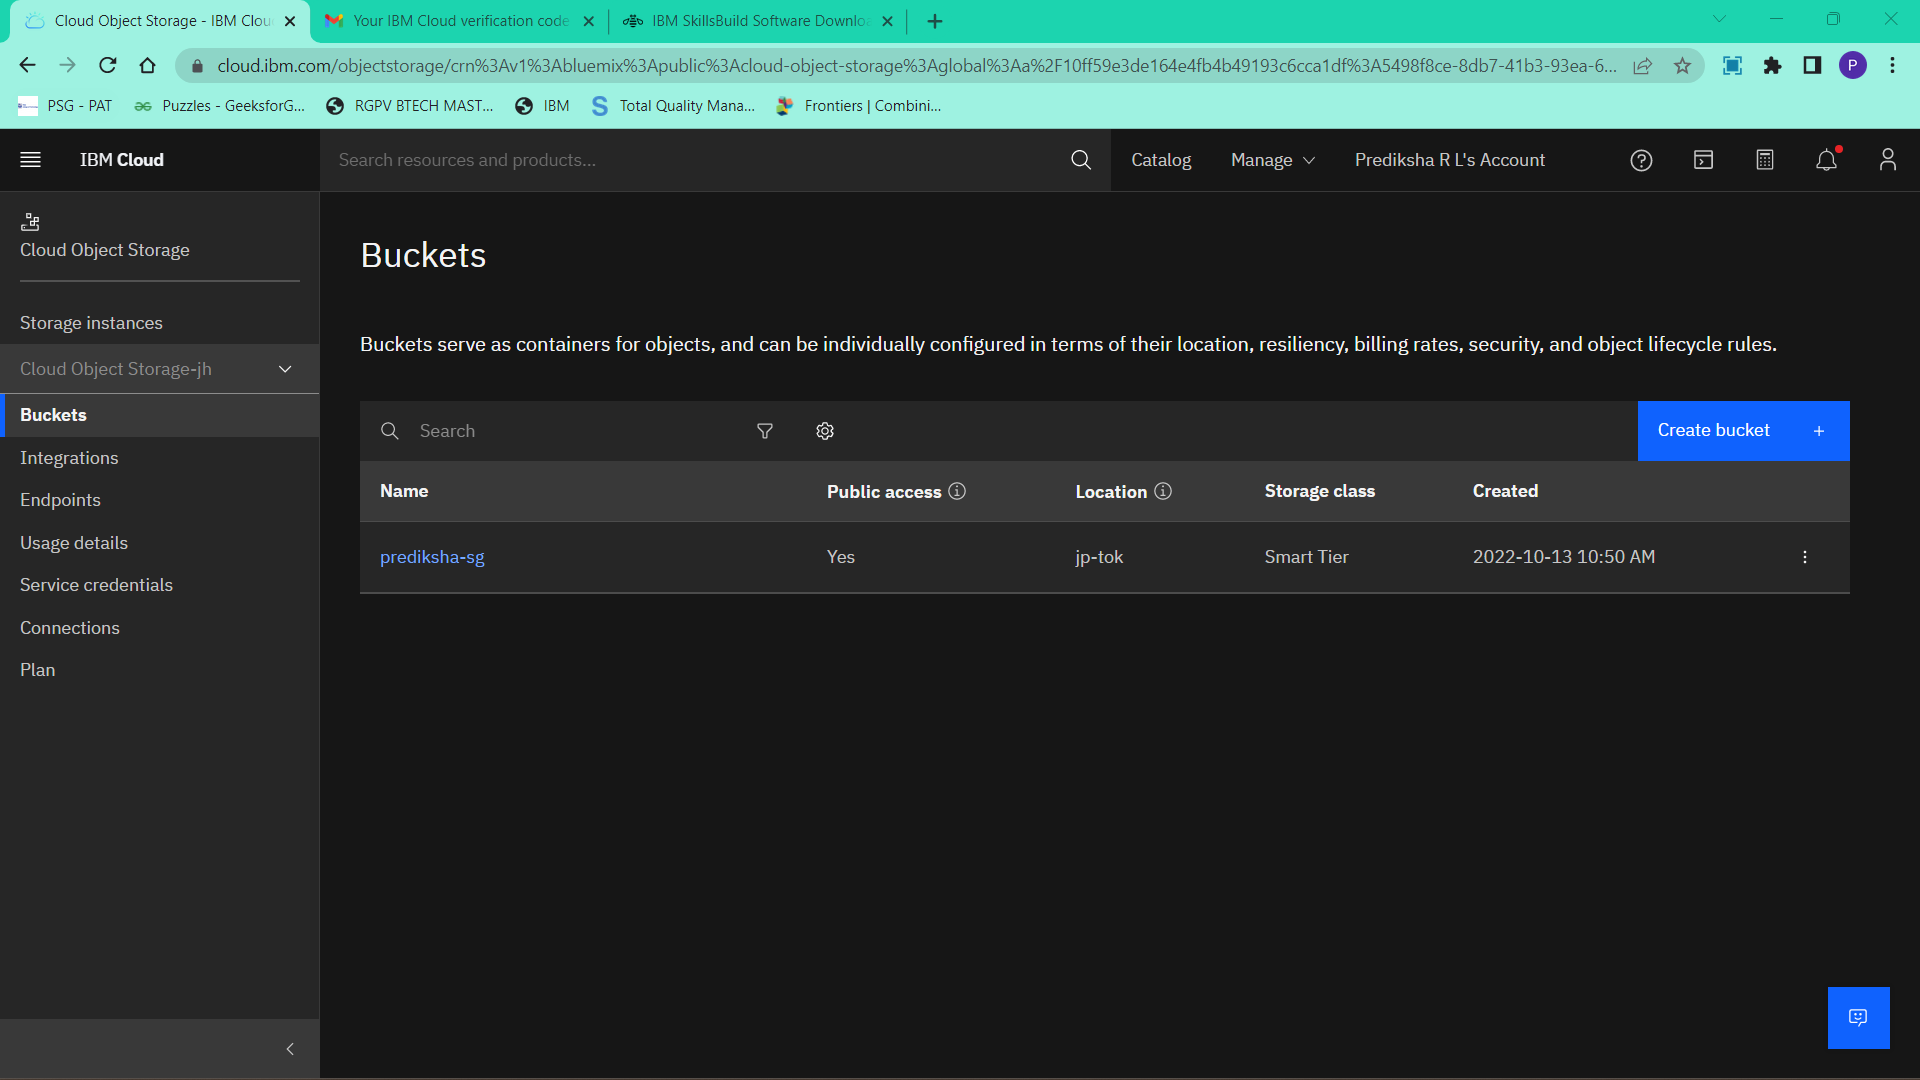 Cloud Object Storage - IBM Clou
Your IBM Cloud verification code
IBM SkillsBuild Software Downloa
cloud.ibm.com/objectstorage/crn%3Av1%3Abluemix%3Apublic%3Acloud-object-storage%3Aglobal%3Aa%2F10ff59e3de164e4fb4b49193c6cca1df%3A5498f8ce-8db7-41b3-93ea-6...
P
PSG - PAT
Puzzles - GeeksforG...
RGPV BTECH MAST...
IBM
Total Quality Mana...
Frontiers | Combini...
IBM Cloud
Search resources and products...
Catalog
Manage
Prediksha R L's Account
Cloud Object Storage
Storage instances
Cloud Object Storage-jh
Buckets
Integrations
Endpoints
Usage details
Service credentials
Connections
Plan
Buckets
Buckets serve as containers for objects, and can be individually configured in terms of their location, resiliency, billing rates, security, and object lifecycle rules.
Search
Create bucket +
Name Public access Location Storage class Created
prediksha-sg Yes jp-tok Smart Tier 2022-10-13 10:50 AM